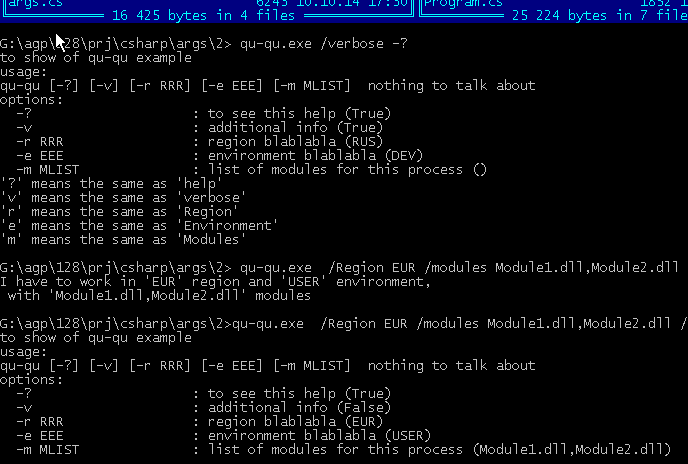 args.cs 6243 10.10.14 17:30 Program.cs 1852 1
16 425 bytes in 4 files 25 224 bytes in 7 file
G:\agp\128\prj\csharp\args\2> qu-qu.exe /verbose -?
to show of qu-qu example
usage:
qu-qu [-?] [-v] [-r RRR] [-e EEE] [-m MLIST]  nothing to talk about
options:
  -?                    : to see this help (True)
  -v                    : additional info (True)
  -r RRR                : region blablabla (RUS)
  -e EEE                : environment blablabla (DEV)
  -m MLIST              : list of modules for this process ()
'?' means the same as 'help'
'v' means the same as 'verbose'
'r' means the same as 'Region'
'e' means the same as 'Environment'
'm' means the same as 'Modules'
G:\agp\128\prj\csharp\args\2> qu-qu.exe  /Region EUR /modules Module1.dll,Module2.dll
I have to work in 'EUR' region and 'USER' environment,
 with 'Module1.dll,Module2.dll' modules
G:\agp\128\prj\csharp\args\2>qu-qu.exe  /Region EUR /modules Module1.dll,Module2.dll /
to show of qu-qu example
usage:
qu-qu [-?] [-v] [-r RRR] [-e EEE] [-m MLIST]  nothing to talk about
options:
  -?                    : to see this help (True)
  -v                    : additional info (False)
  -r RRR                : region blablabla (EUR)
  -e EEE                : environment blablabla (USER)
  -m MLIST              : list of modules for this process (Module1.dll,Module2.dll)